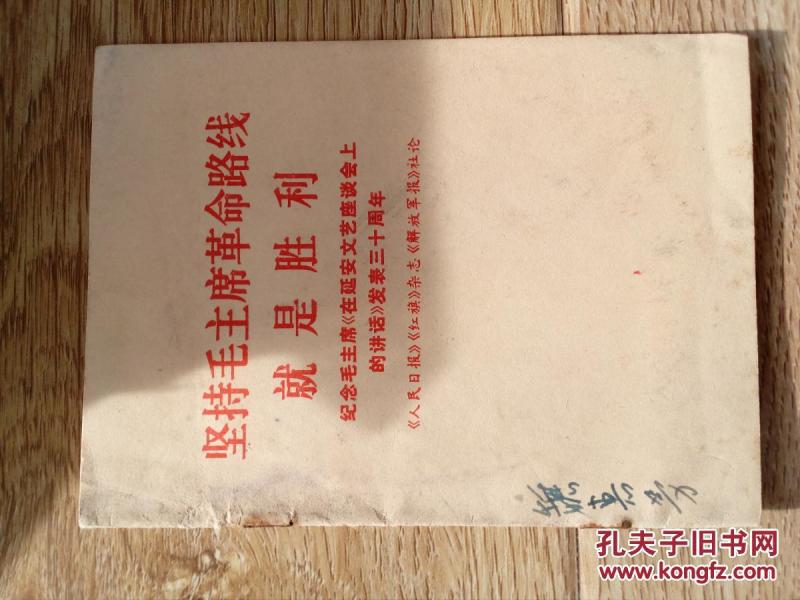 坚持毛主席革命路线
就是胜利
纪念毛主席《在延安文艺座谈会上
的讲话》发表三十周年
《人民日报》《红旗》杂志《解放军报》社论
孔夫子旧书网
www.kongfz.com